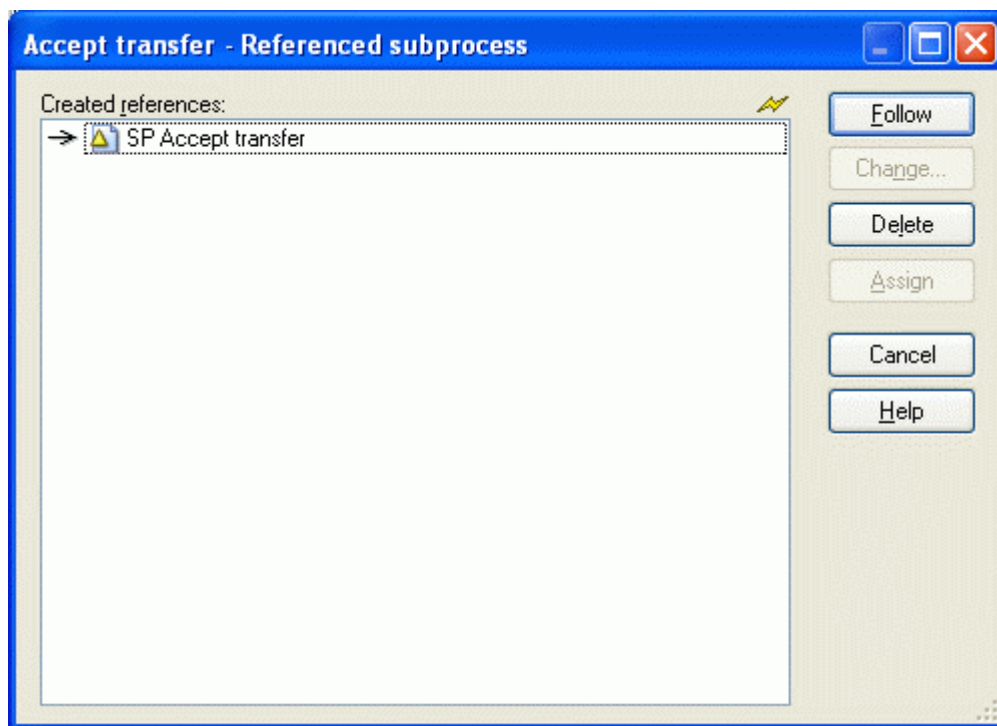 Accept transfer - Referenced subprocess
Created references:
SP Accept transfer
Follow
Change...
Delete
Assign
Cancel
Help